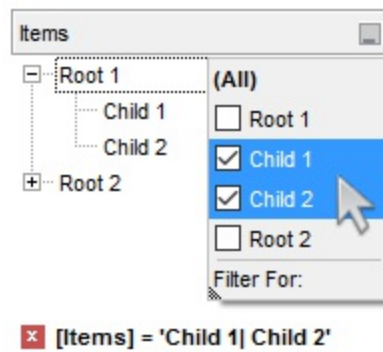 Items
Root 1
Child 1
Child 2
Root 2
(All)
Root 1
Child 1
Child 2
Root 2
Filter For:
[Items] = 'Child 1| Child 2'